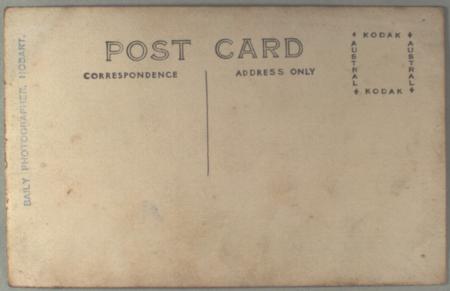 POST CARD
CORRESPONDENCE
ADDRESS ONLY
KODAK
AUSTRAL
AUSTRAL
KODAK
BAILY PHOTOGRAPHER, HOBART.